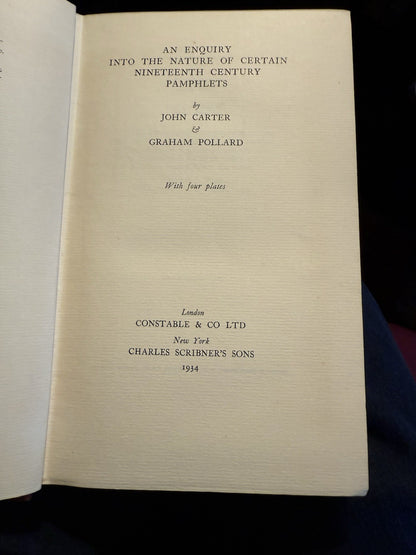 AN ENQUIRY
INTO THE NATURE OF CERTAIN
NINETEENTH CENTURY
PAMPHLETS
by
JOHN CARTER
&
GRAHAM POLLARD
With four plates
London
CONSTABLE & CO LTD
New York
CHARLES SCRIBNER'S SONS
1934